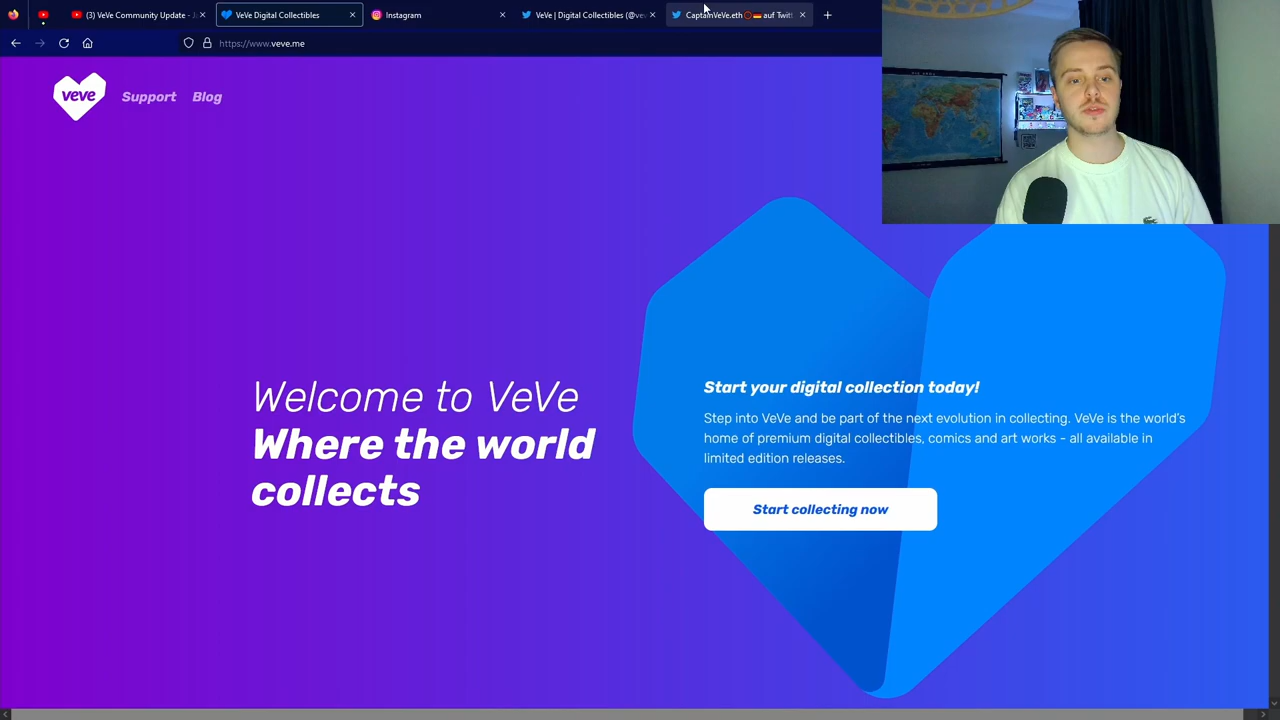 (3) VeVe Community Update - J
VeVe Digital Collectibles
Instagram
VeVe | Digital Collectibles (@ve
CaptainVeVe.eth auf Twit
https://www.veve.me
veve
Support
Blog
Welcome to VeVe
Where the world
collects
Start your digital collection today!
Step into VeVe and be part of the next evolution in collecting. VeVe is the world's
home of premium digital collectibles, comics and art works - all available in
limited edition releases.
Start collecting now